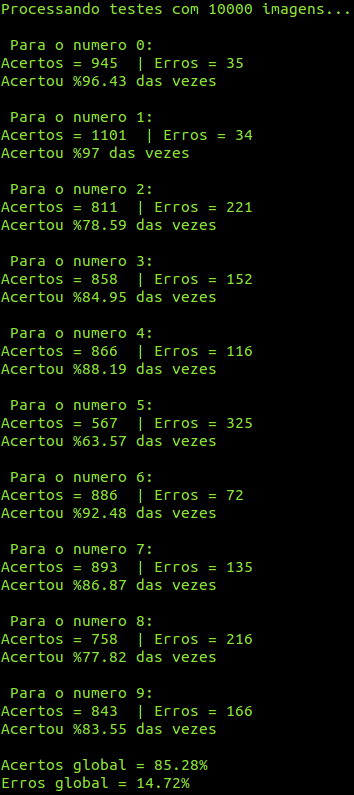 Processando testes com 10000 imagens...
Para o numero 0:
Acertos = 945 | Erros = 35
Acertou %96.43 das vezes
Para o numero 1:
Acertos = 1101 | Erros = 34
Acertou %97 das vezes
Para o numero 2:
Acertos = 811 | Erros = 221
Acertou %78.59 das vezes
Para o numero 3:
Acertos = 858 | Erros = 152
Acertou %84.95 das vezes
Para o numero 4:
Acertos = 866 | Erros = 116
Acertou %88.19 das vezes
Para o numero 5:
Acertos = 567 | Erros = 325
Acertou %63.57 das vezes
Para o numero 6:
Acertos = 886 | Erros = 72
Acertou %92.48 das vezes
Para o numero 7:
Acertos = 893 | Erros = 135
Acertou %86.87 das vezes
Para o numero 8:
Acertos = 758 | Erros = 216
Acertou %77.82 das vezes
Para o numero 9:
Acertos = 843 | Erros = 166
Acertou %83.55 das vezes
Acertos global = 85.28%
Erros global = 14.72%